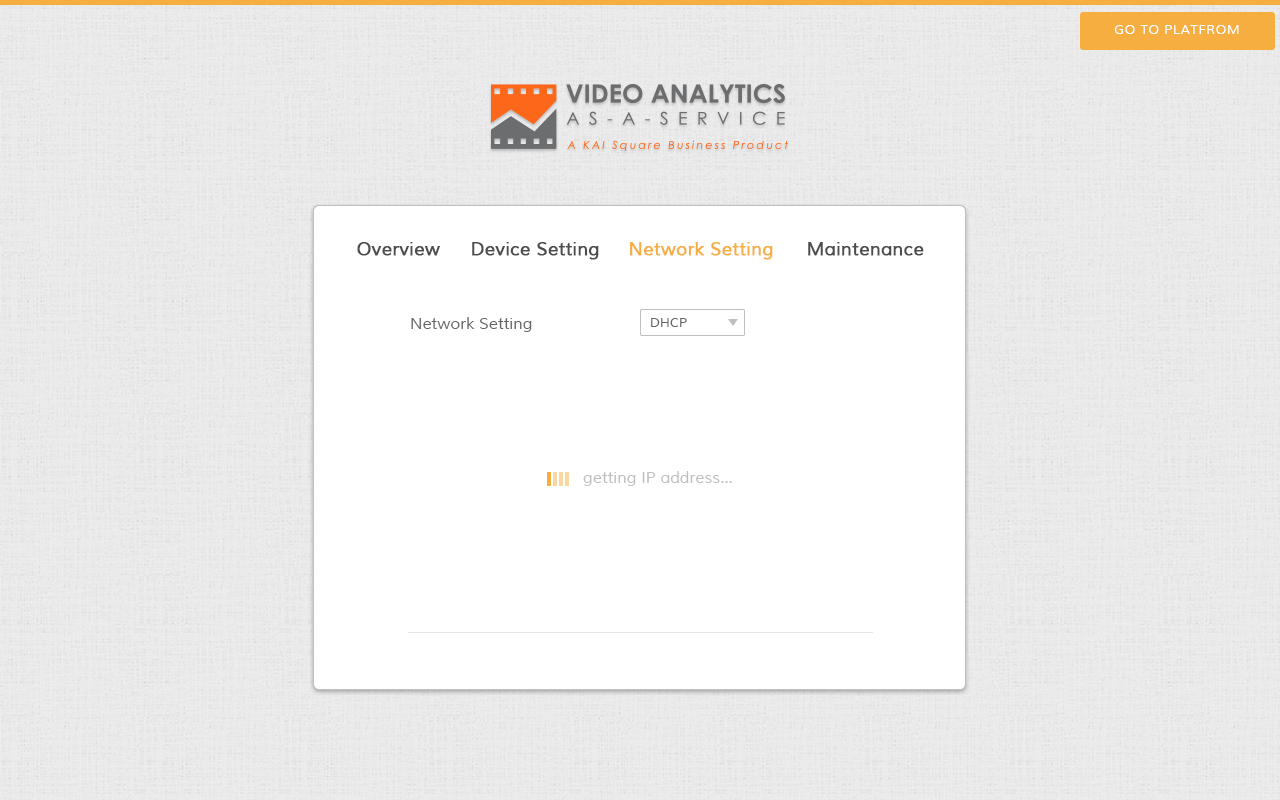 GO TO PLATFROM
VIDEO ANALYTICS
AS-A-SERVICE
A KAI Square Business Product
Overview Device Setting Network Setting Maintenance
Network Setting DHCP
getting IP address...